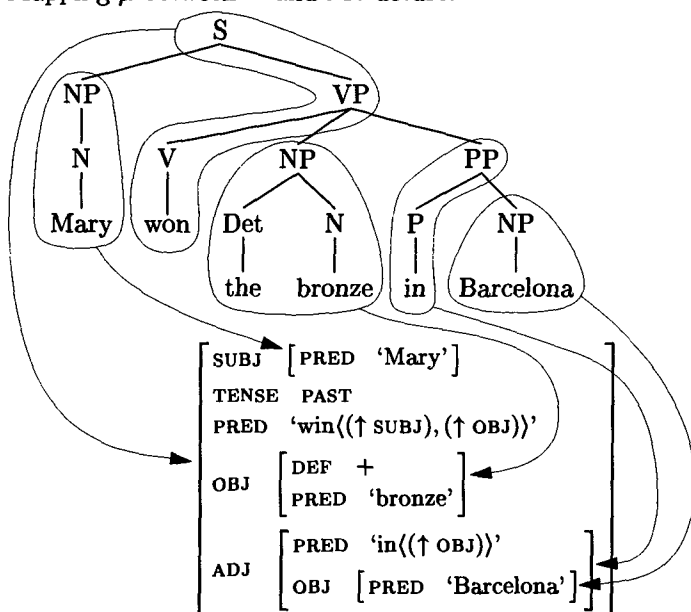 S
NP VP
N V NP PP
Mary won Det N P NP
the bronze in Barcelona
SUBJ [PRED ‘Mary’]
TENSE PAST
PRED ‘win⟨(↑ SUBJ), (↑ OBJ)⟩’
OBJ [DEF +
PRED ‘bronze’]
ADJ [PRED ‘in⟨(↑ OBJ)⟩’
OBJ [PRED ‘Barcelona’]]